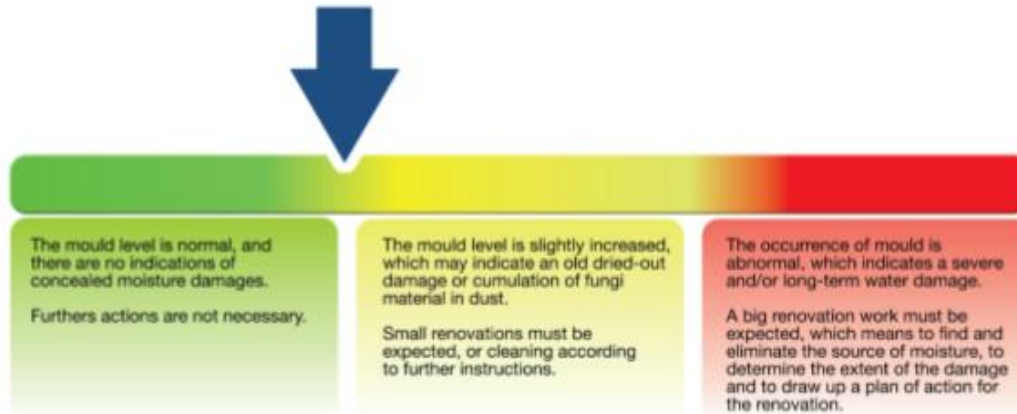 The mould level is normal, and
there are no indications of
concealed moisture damages.
Furthers actions are not necessary.
The mould level is slightly increased,
which may indicate an old dried-out
damage or cumulation of fungi
material in dust.
Small renovations must be
expected, or cleaning according
to further instructions.
The occurrence of mould is
abnormal, which indicates a severe
and/or long-term water damage.
A big renovation work must be
expected, which means to find and
eliminate the source of moisture, to
determine the extent of the damage
and to draw up a plan of action for
the renovation.